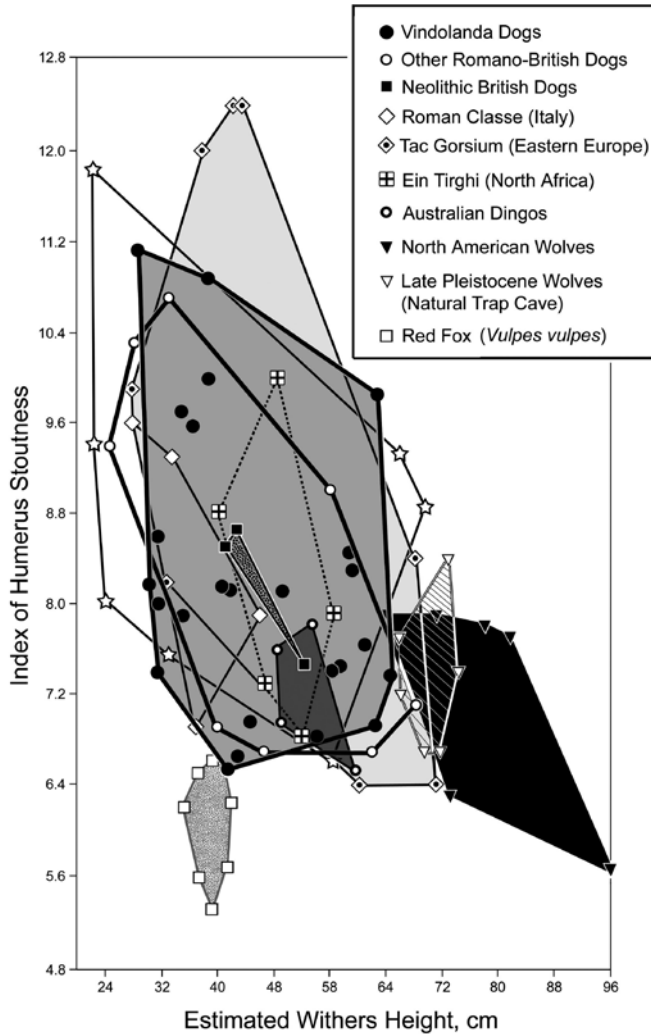 Vindolanda Dogs
Other Romano-British Dogs
Neolithic British Dogs
Roman Classe (Italy)
Tac Gorsium (Eastern Europe)
Ein Tirghi (North Africa)
Australian Dingos
North American Wolves
Late Pleistocene Wolves
(Natural Trap Cave)
Red Fox (Vulpes vulpes)
Index of Humerus Stoutness
12.8
12.0
11.2
10.4
9.6
8.8
8.0
7.2
6.4
5.6
4.8
24 32 40 48 58 64 72 80 88 96
Estimated Withers Height, cm